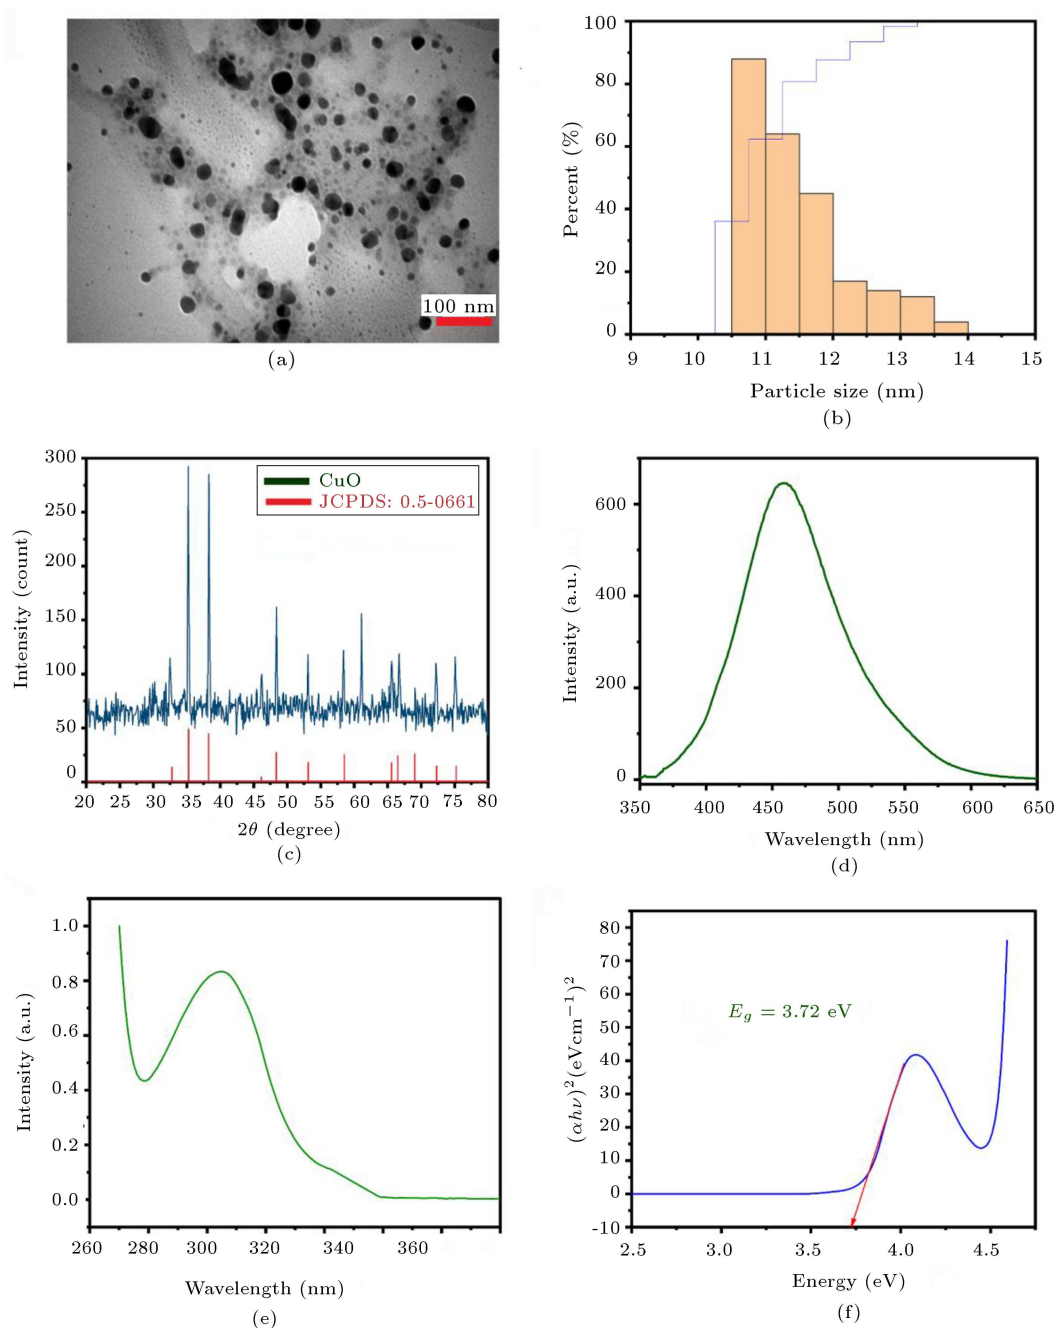 100 nm
(a)
100
80
60
40
20
0
Percent (%)
9 10 11 12 13 14 15
Particle size (nm)
(b)
300
250
200
150
100
50
0
Intensity (count)
CuO
JCPDS: 0.5-0661
20 25 30 35 40 45 50 55 60 65 70 75 80
2θ (degree)
(c)
600
400
200
0
Intensity (a.u.)
350 400 450 500 550 600 650
Wavelength (nm)
(d)
1.0
0.8
0.6
0.4
0.2
0.0
Intensity (a.u.)
260 280 300 320 340 360
Wavelength (nm)
(e)
80
70
60
50
40
30
20
10
0
-10
(αhν)²(eVcm⁻¹)²
E_g = 3.72 eV
2.5 3.0 3.5 4.0 4.5
Energy (eV)
(f)